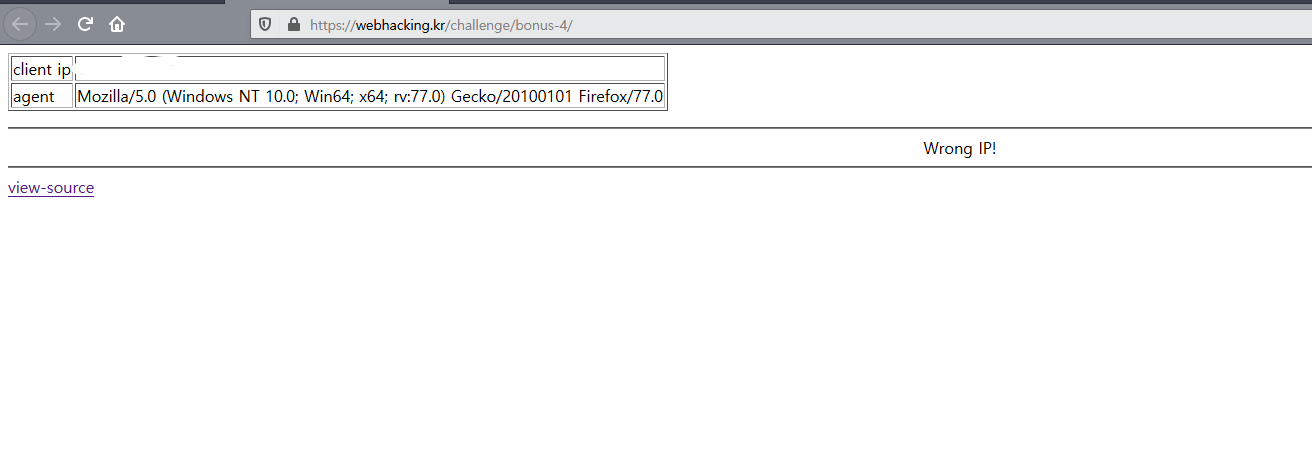 https://webhacking.kr/challenge/bonus-4/
client ip
agent Mozilla/5.0 (Windows NT 10.0; Win64; x64; rv:77.0) Gecko/20100101 Firefox/77.0
Wrong IP!
view-source